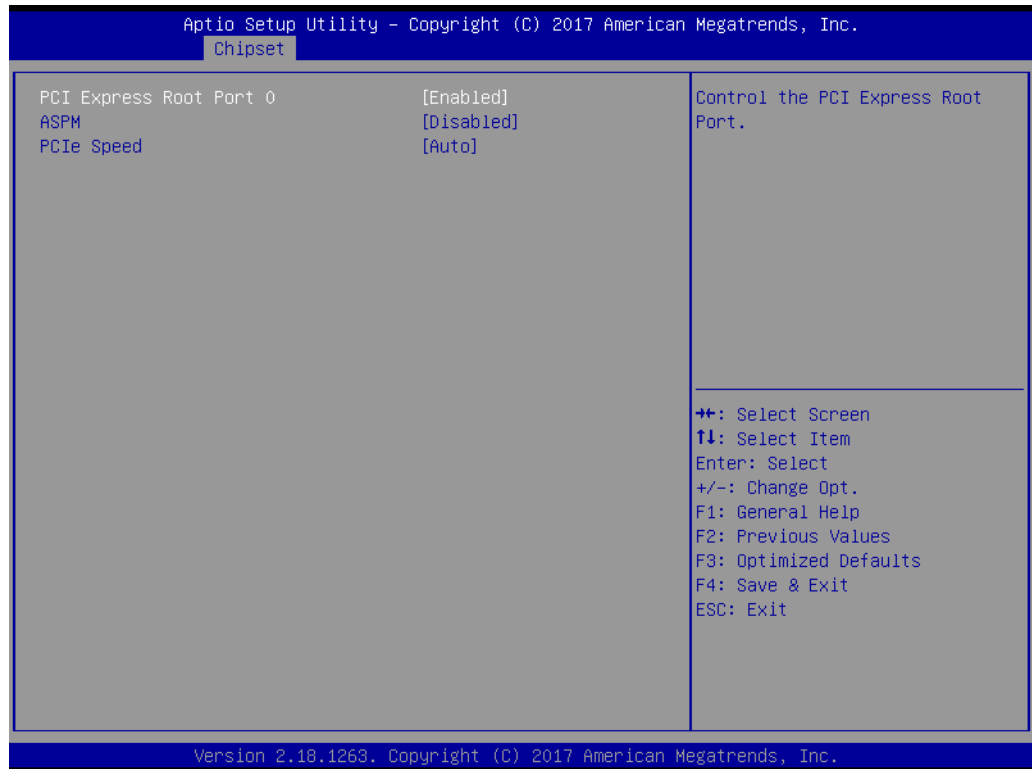 Aptio Setup Utility – Copyright (C) 2017 American Megatrends, Inc.
Chipset
PCI Express Root Port 0 [Enabled]
ASPM [Disabled]
PCIe Speed [Auto]
Control the PCI Express Root
Port.
→←: Select Screen
↑↓: Select Item
Enter: Select
+/-: Change Opt.
F1: General Help
F2: Previous Values
F3: Optimized Defaults
F4: Save & Exit
ESC: Exit
Version 2.18.1263. Copyright (C) 2017 American Megatrends, Inc.